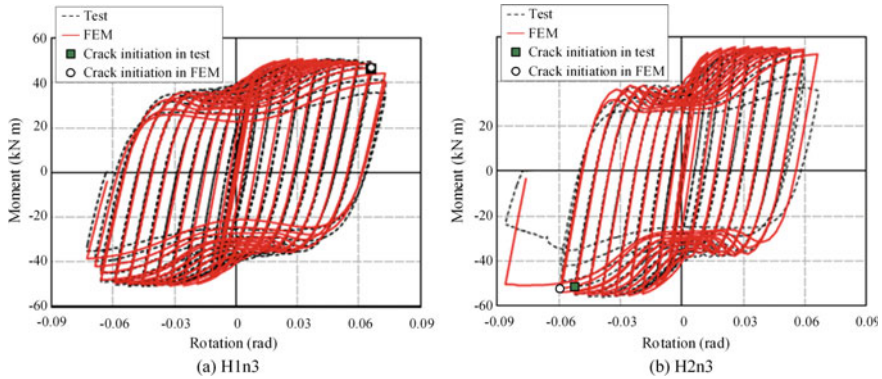 Test
FEM
Crack initiation in test
Crack initiation in FEM
60
40
20
0
-20
-40
-60
Moment (kN m)
-0.09 -0.06 -0.03 0 0.03 0.06 0.09
Rotation (rad)
(a) H1n3
Test
FEM
Crack initiation in test
Crack initiation in FEM
60
40
20
0
-20
-40
-60
Moment (kN m)
-0.09 -0.06 -0.03 0 0.03 0.06 0.09
Rotation (rad)
(b) H2n3